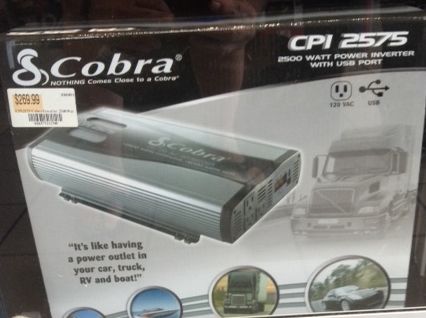 Cobra®
NOTHING Comes Close to a Cobra®
CPI 2575
2500 WATT POWER INVERTER
WITH USB PORT
120 VAC
USB
$269.99
Cobra
"It's like having
a power outlet in
your car, truck,
RV and boat!"